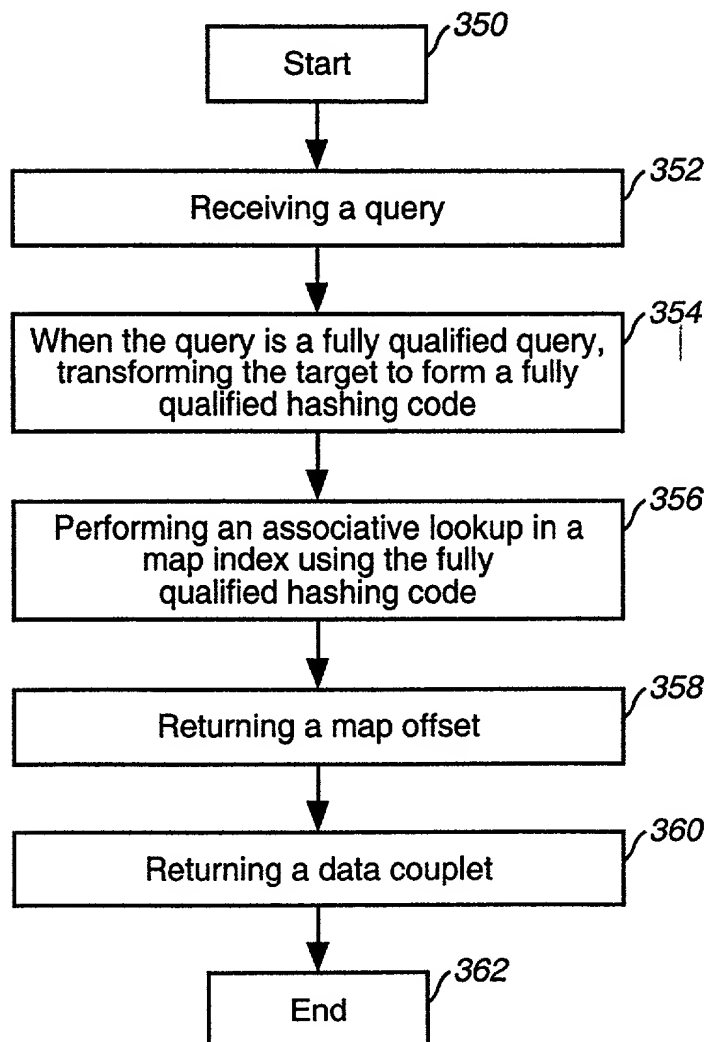 350
Start
352
Receiving a query
354
When the query is a fully qualified query,
transforming the target to form a fully
qualified hashing code
356
Performing an associative lookup in a
map index using the fully
qualified hashing code
358
Returning a map offset
360
Returning a data couplet
362
End